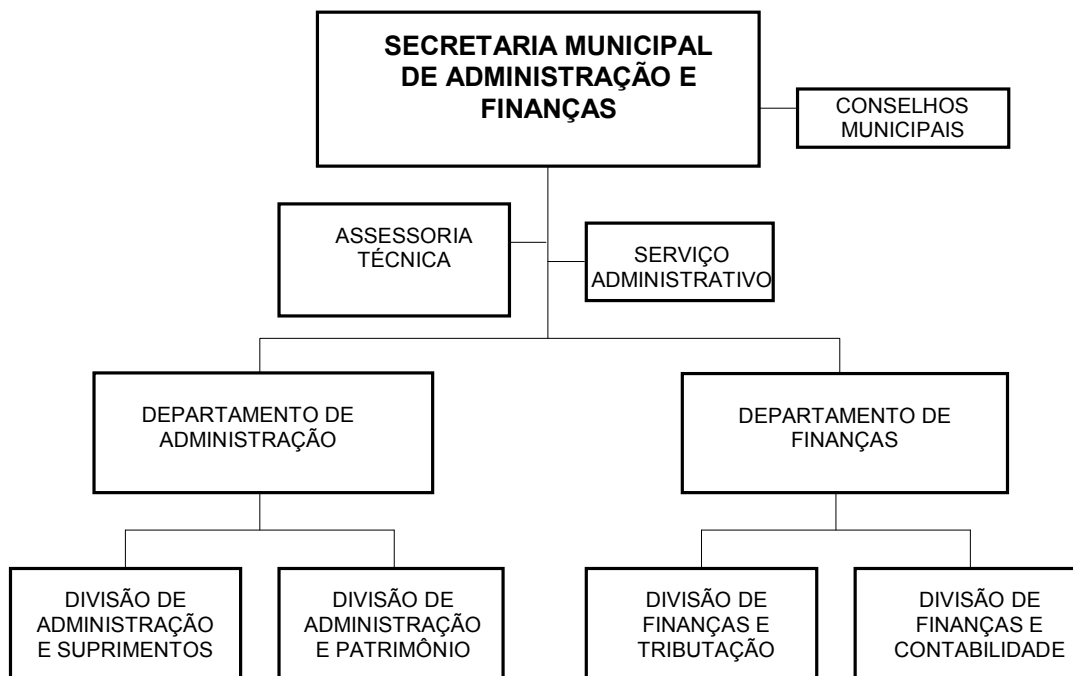 SECRETARIA MUNICIPAL
DE ADMINISTRAÇÃO E
FINANÇAS
CONSELHOS
MUNICIPAIS
ASSESSORIA
TÉCNICA
SERVIÇO
ADMINISTRATIVO
DEPARTAMENTO DE
ADMINISTRAÇÃO
DEPARTAMENTO DE
FINANÇAS
DIVISÃO DE
ADMINISTRAÇÃO
E SUPRIMENTOS
DIVISÃO DE
ADMINISTRAÇÃO
E PATRIMÔNIO
DIVISÃO DE
FINANÇAS E
TRIBUTAÇÃO
DIVISÃO DE
FINANÇAS E
CONTABILIDADE